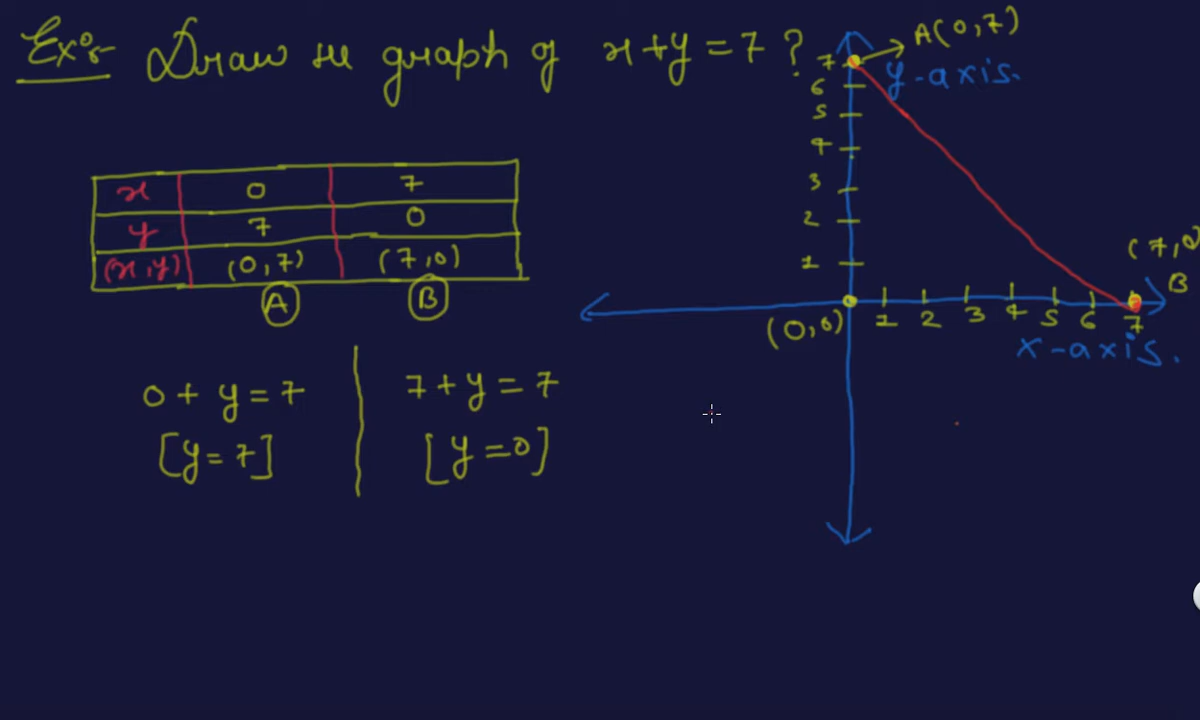 Ex:- Draw the graph of x+y=7?
x 0 7
y 7 0
(x,y) (0,7) (7,0)
A B
0+y=7 7+y=7
[y=7] [y=0]
A(0,7)
y-axis.
7
6
5
4
3
2
1
(7,0)
B
(0,0) 1 2 3 4 5 6 7
x-axis.